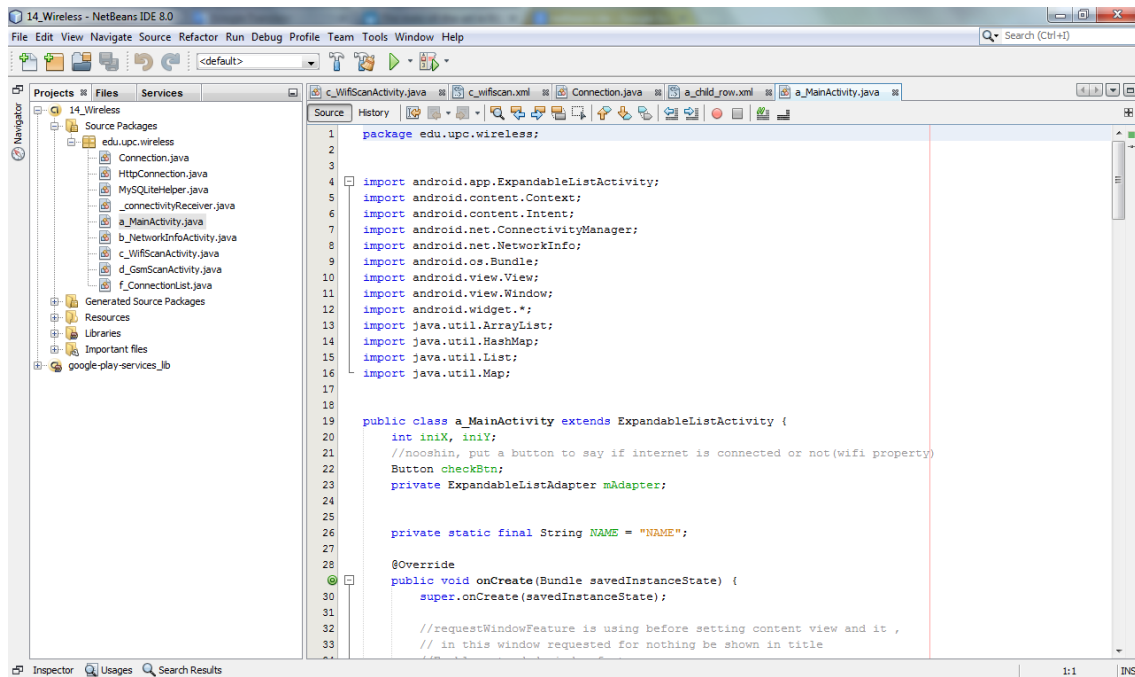 14_Wireless - NetBeans IDE 8.0
File Edit View Navigate Source Refactor Run Debug Profile Team Tools Window Help
Search (Ctrl+I)
<default>
Projects Files Services
Navigator
14_Wireless
Source Packages
edu.upc.wireless
Connection.java
HttpConnection.java
MySQLiteHelper.java
_connectivityReceiver.java
a_MainActivity.java
b_NetworkInfoActivity.java
c_WifiScanActivity.java
d_GsmScanActivity.java
f_ConnectionList.java
Generated Source Packages
Resources
Libraries
Important files
google-play-services_lib
c_WifiScanActivity.java c_wifiscan.xml Connection.java a_child_row.xml a_MainActivity.java
Source History
1 package edu.upc.wireless;
2
3
4 import android.app.ExpandableListActivity;
5 import android.content.Context;
6 import android.content.Intent;
7 import android.net.ConnectivityManager;
8 import android.net.NetworkInfo;
9 import android.os.Bundle;
10 import android.view.View;
11 import android.view.Window;
12 import android.widget.*;
13 import java.util.ArrayList;
14 import java.util.HashMap;
15 import java.util.List;
16 import java.util.Map;
17
18
19 public class a_MainActivity extends ExpandableListActivity {
20 int iniX, iniY;
21 //nooshin, put a button to say if internet is connected or not(wifi property)
22 Button checkBtn;
23 private ExpandableListAdapter mAdapter;
24
25
26 private static final String NAME = "NAME";
27
28 @Override
public void onCreate(Bundle savedInstanceState) {
30 super.onCreate(savedInstanceState);
31
32 //requestWindowFeature is using before setting content view and it ,
33 // in this window requested for nothing be shown in title
Inspector Usages Search Results
1:1 INS